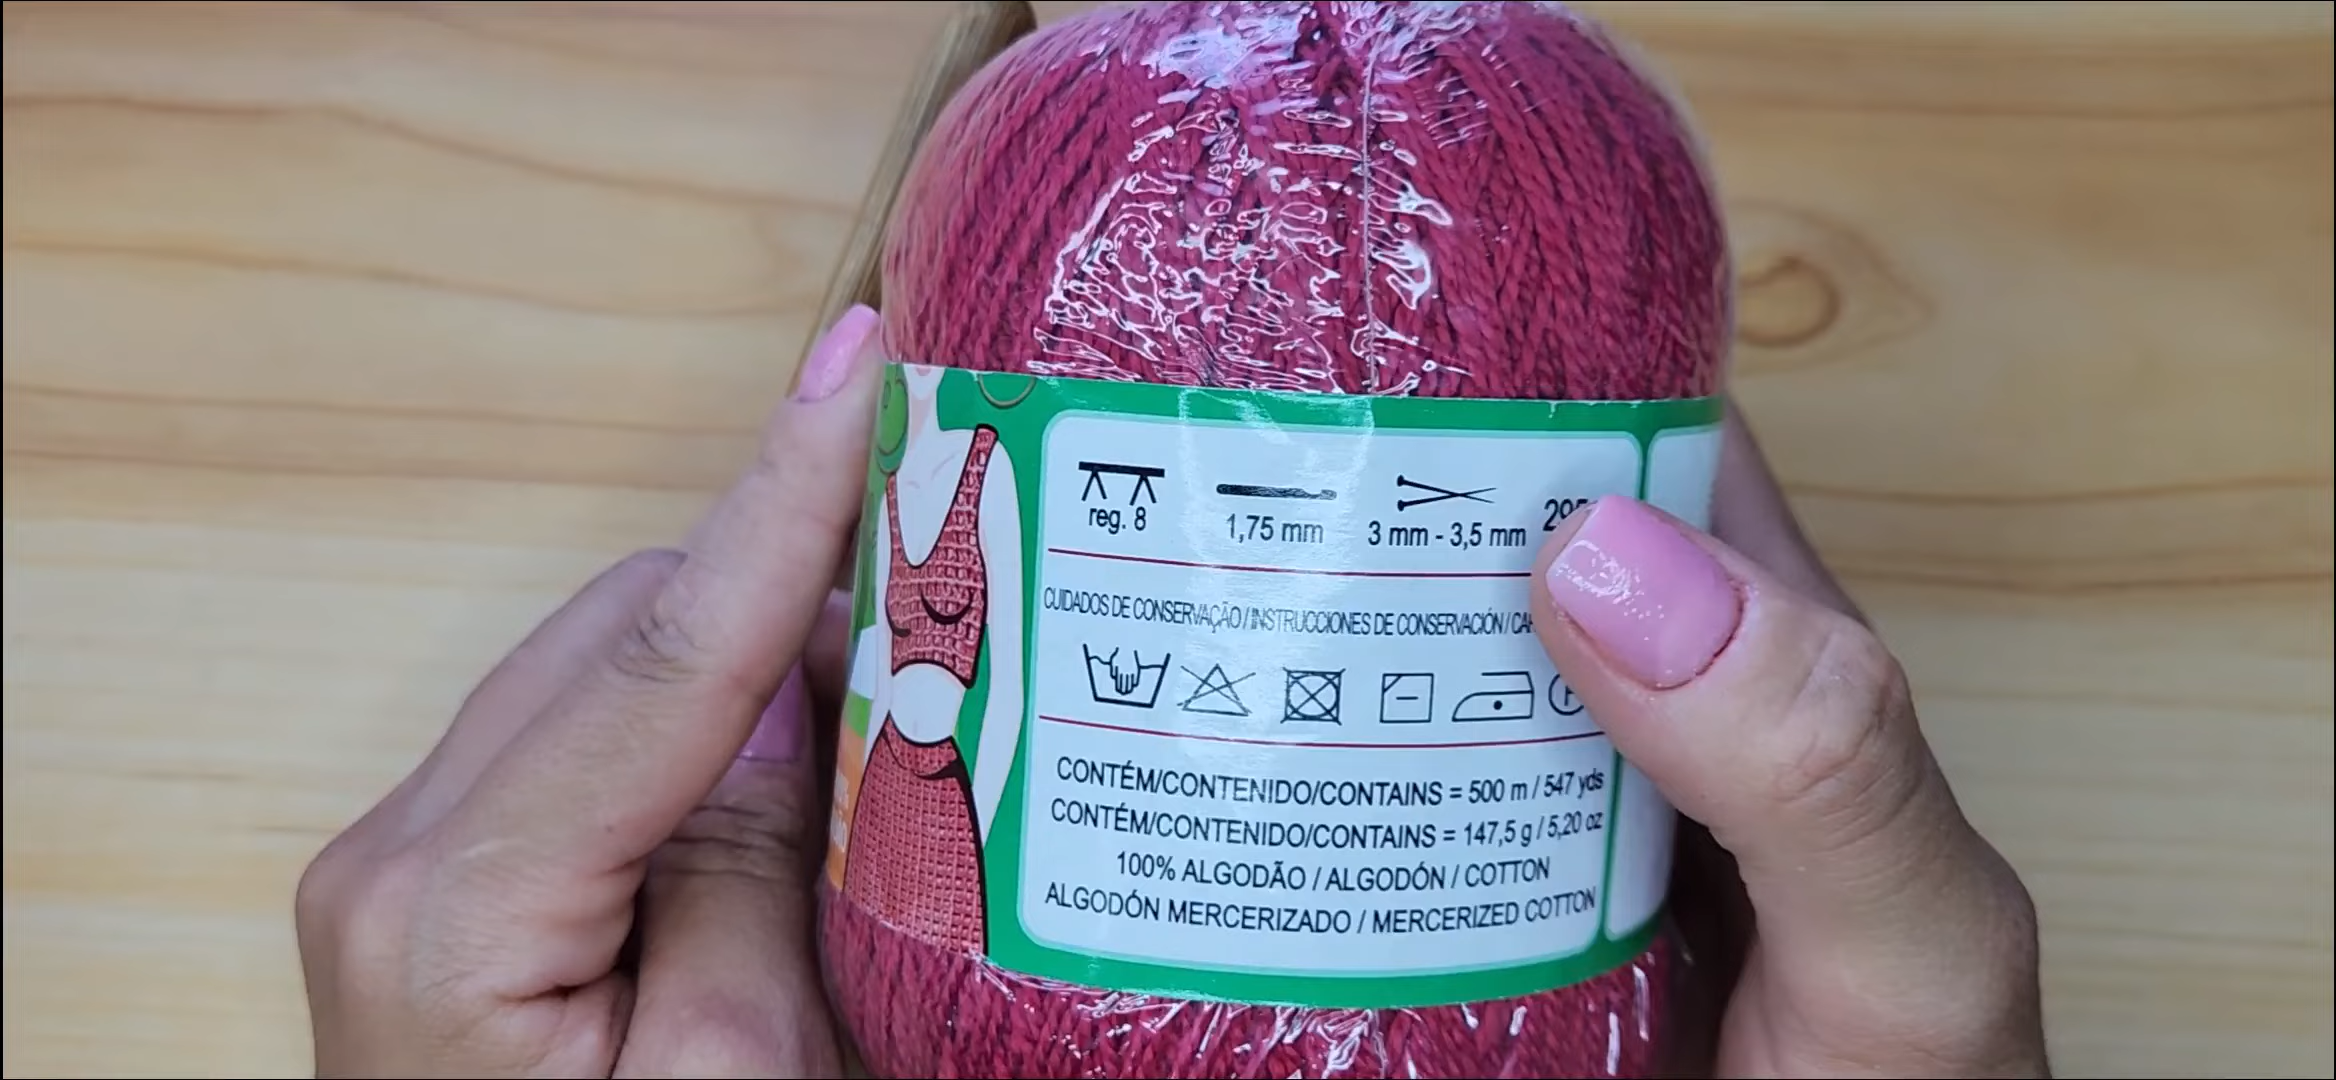 reg. 8
1,75 mm
3 mm - 3,5 mm
CUIDADOS DE CONSERVAÇÃO / INSTRUCCIONES DE CONSERVACIÓN /
CONTÉM/CONTENIDO/CONTAINS = 500 m / 547 yds
CONTÉM/CONTENIDO/CONTAINS = 147,5 g / 5,20 oz
100% ALGODÃO / ALGODÓN / COTTON
ALGODÓN MERCERIZADO / MERCERIZED COTTON